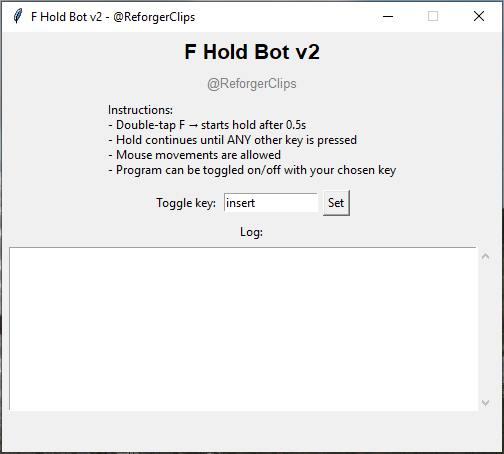 F Hold Bot v2 - @ReforgerClips
F Hold Bot v2
@ReforgerClips
Instructions:
- Double-tap F → starts hold after 0.5s
- Hold continues until ANY other key is pressed
- Mouse movements are allowed
- Program can be toggled on/off with your chosen key
Toggle key: insert Set
Log: